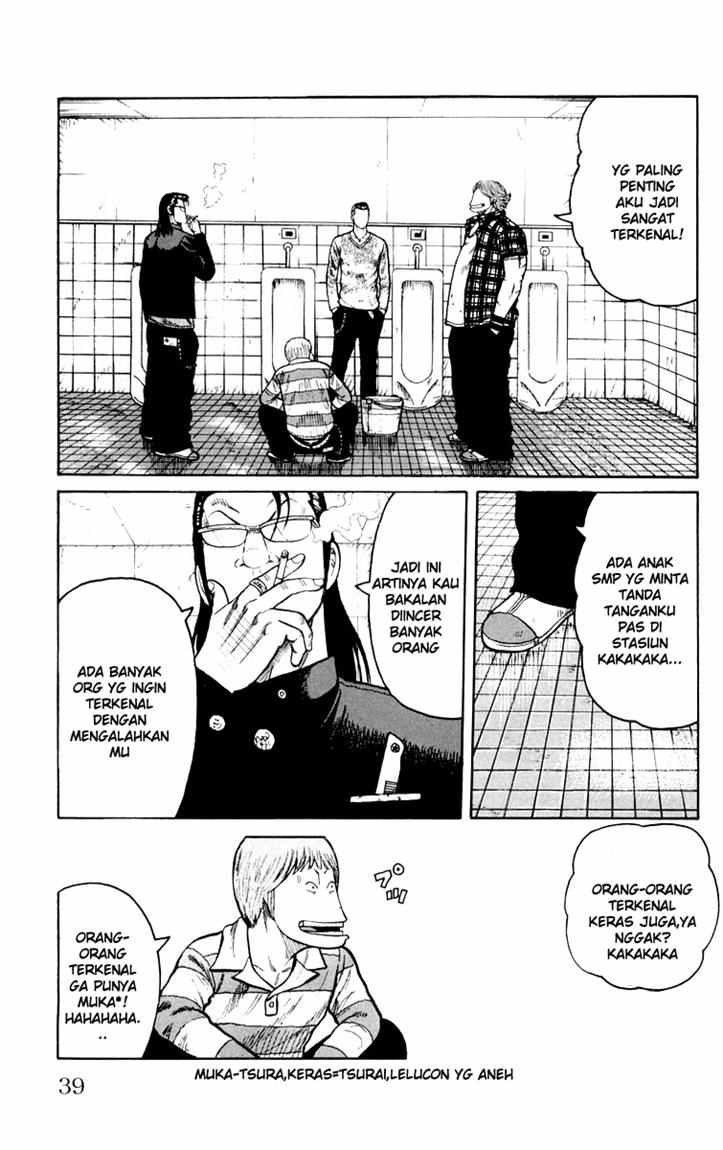 YG PALING
PENTING
AKU JADI
SANGAT
TERKENAL!
ADA ANAK
SMP YG MINTA
TANDA
TANGANKU
PAS DI
STASIUN
KAKAKAKA...
JADI INI
ARTINYA KAU
BAKALAN
DIINCER
BANYAK
ORANG
ADA BANYAK
ORG YG INGIN
TERKENAL
DENGAN
MENGALAHKAN
MU
ORANG-ORANG
TERKENAL
KERAS JUGA,YA
NGGAK?
KAKAKAKA
プッ
ORANG-
ORANG
TERKENAL
GA PUNYA
MUKA*!
HAHAHAHA.
..
MUKA-TSURA,KERAS=TSURAI,LELUCON YG ANEH
39